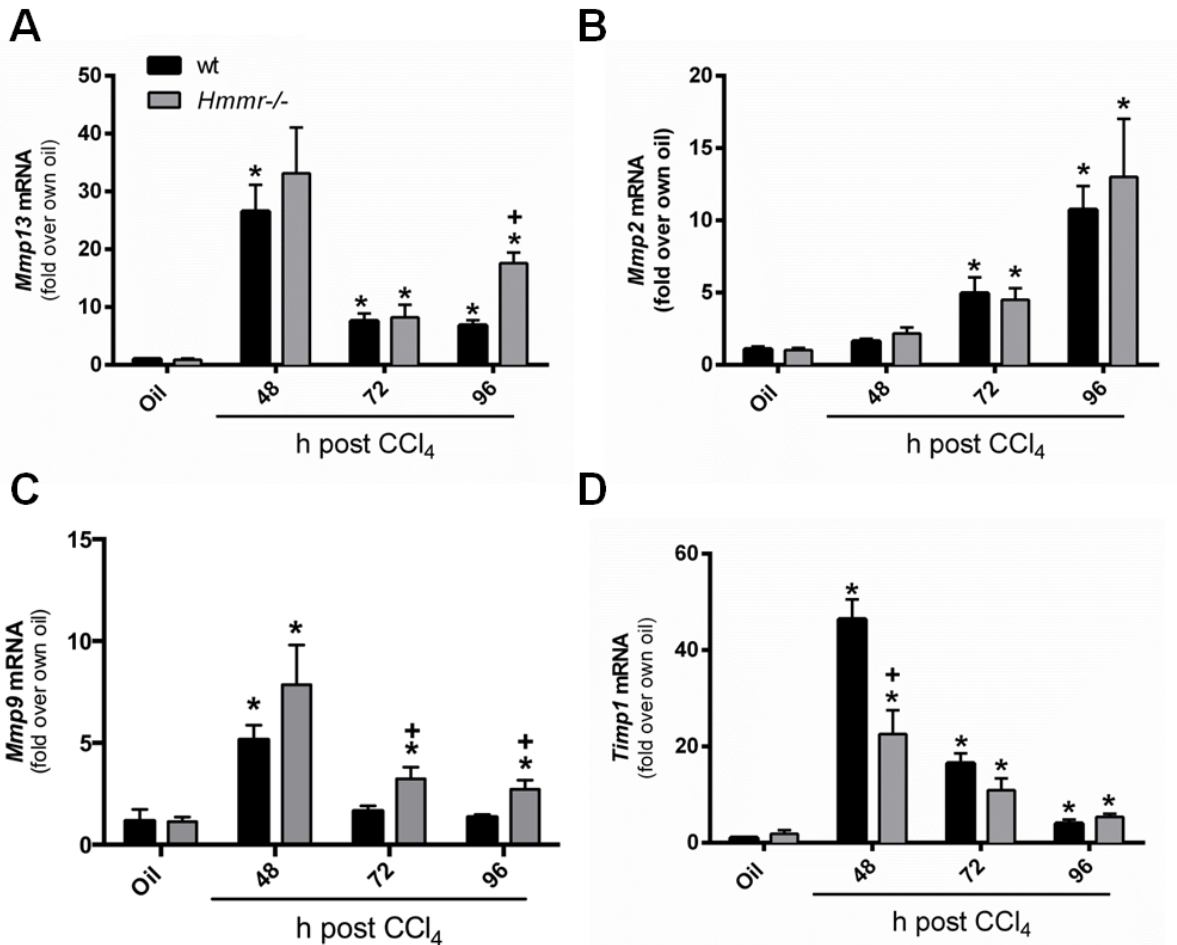 A
wt
Hmmr-/-
Mmp13 mRNA
(fold over own oil)
50
40
30
20
10
0
*
*
*
*
+
*
Oil
48
72
96
h post CCl₄
B
Mmp2 mRNA
(fold over own oil)
20
15
10
5
0
*
*
*
*
Oil
48
72
96
h post CCl₄
C
Mmp9 mRNA
(fold over own oil)
15
10
5
0
*
*
+
*
+
*
Oil
48
72
96
h post CCl₄
D
Timp1 mRNA
(fold over own oil)
60
40
20
0
*
+
*
*
*
*
*
Oil
48
72
96
h post CCl₄